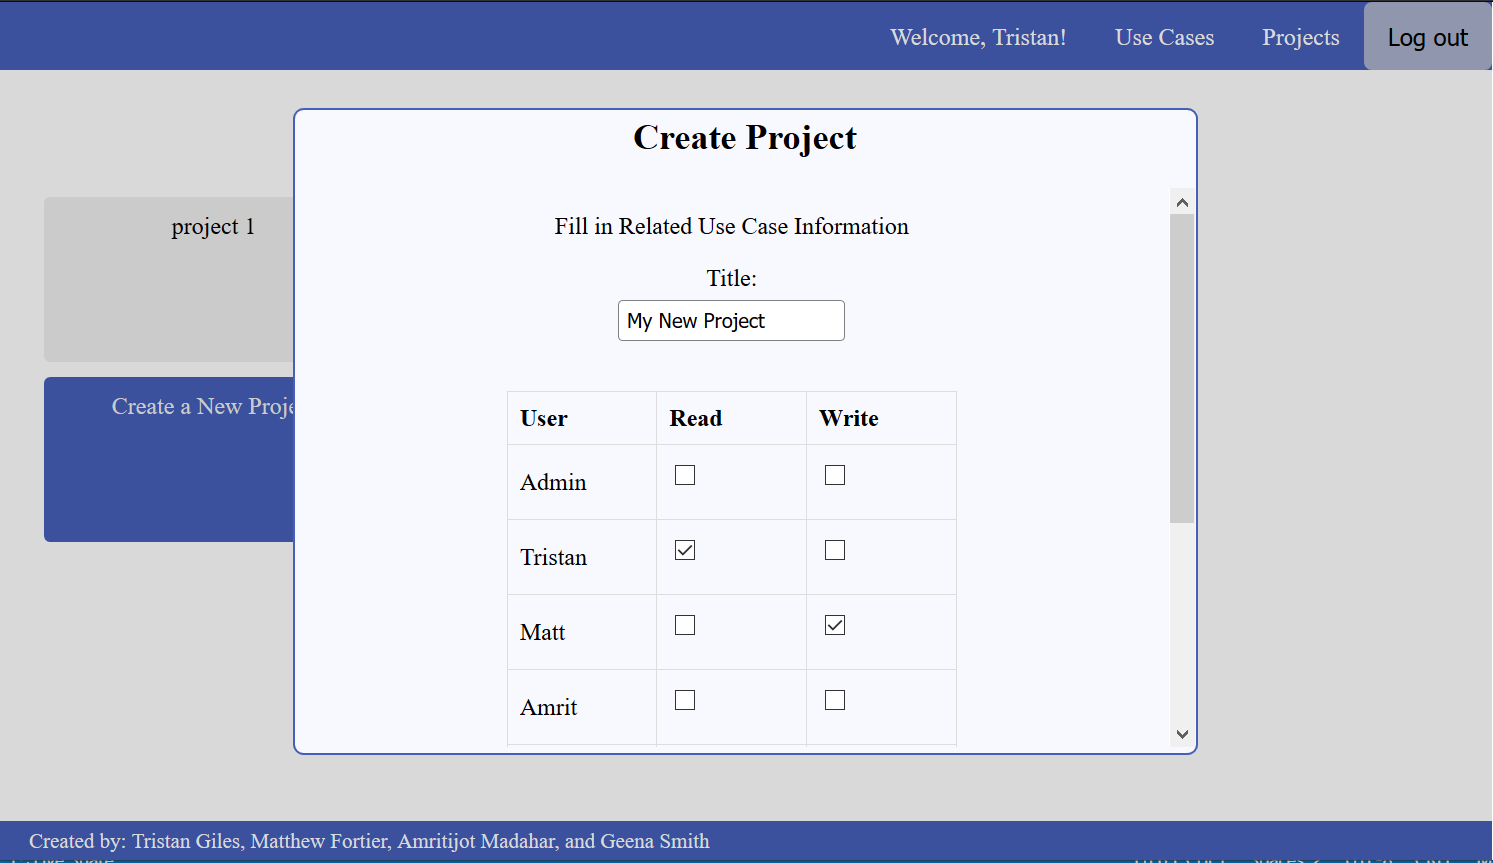 Welcome, Tristan! Use Cases Projects Log out
Create Project
project 1
Fill in Related Use Case Information
Title:
My New Project
Create a New Proje
User Read Write
Admin
Tristan
Matt
Amrit
Created by: Tristan Giles, Matthew Fortier, Amritijot Madahar, and Geena Smith